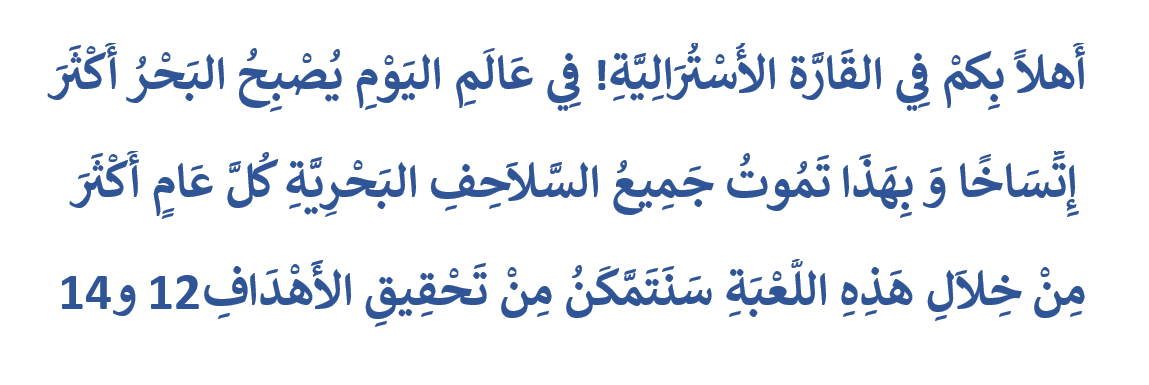 أَهلاً بِكمْ فِي القَارَّة الأُسْتُرَالِيَّةِ! فِي عَالَمِ اليَوْمِ يُصْبِحُ البَحْرُ أَكْثَرَ
إِتِّسَاخًا وَ بِهَذَا تَمُوتُ جَمِيعُ السَّلاَحِفِ البَحْرِيَّةِ كُلَّ عَامٍ أَكْثَرَ
مِنْ خِلاَلِ هَذِهِ اللَّعْبَةِ سَنَتَمَّكَنُ مِنْ تَحْقِيقِ الأَهْدَافِ12 و14